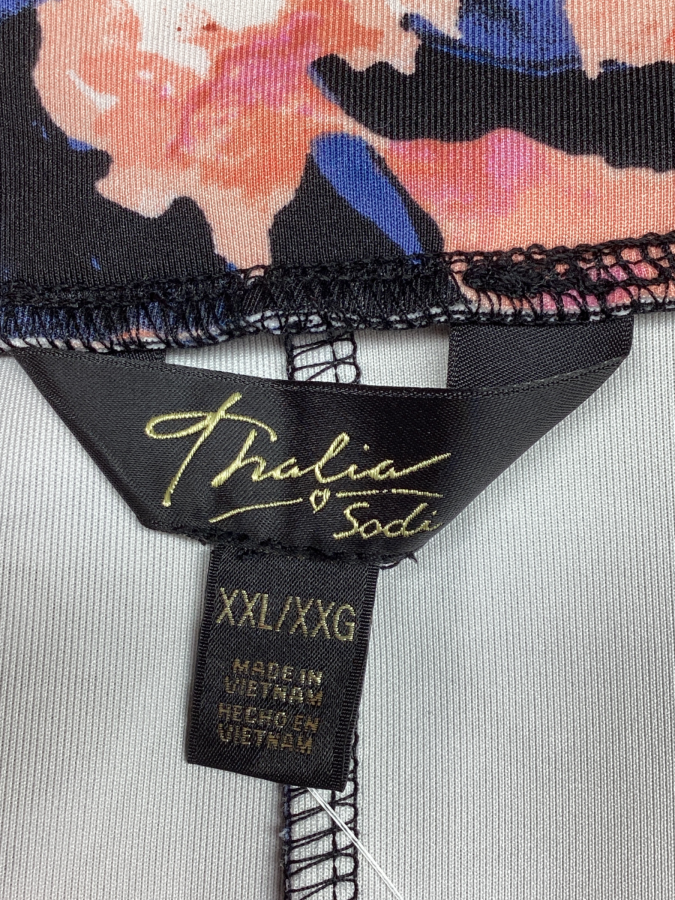 Thalia
Sodi
XXL/XXG
MADE IN
VIETNAM
HECHO EN
VIETNAM